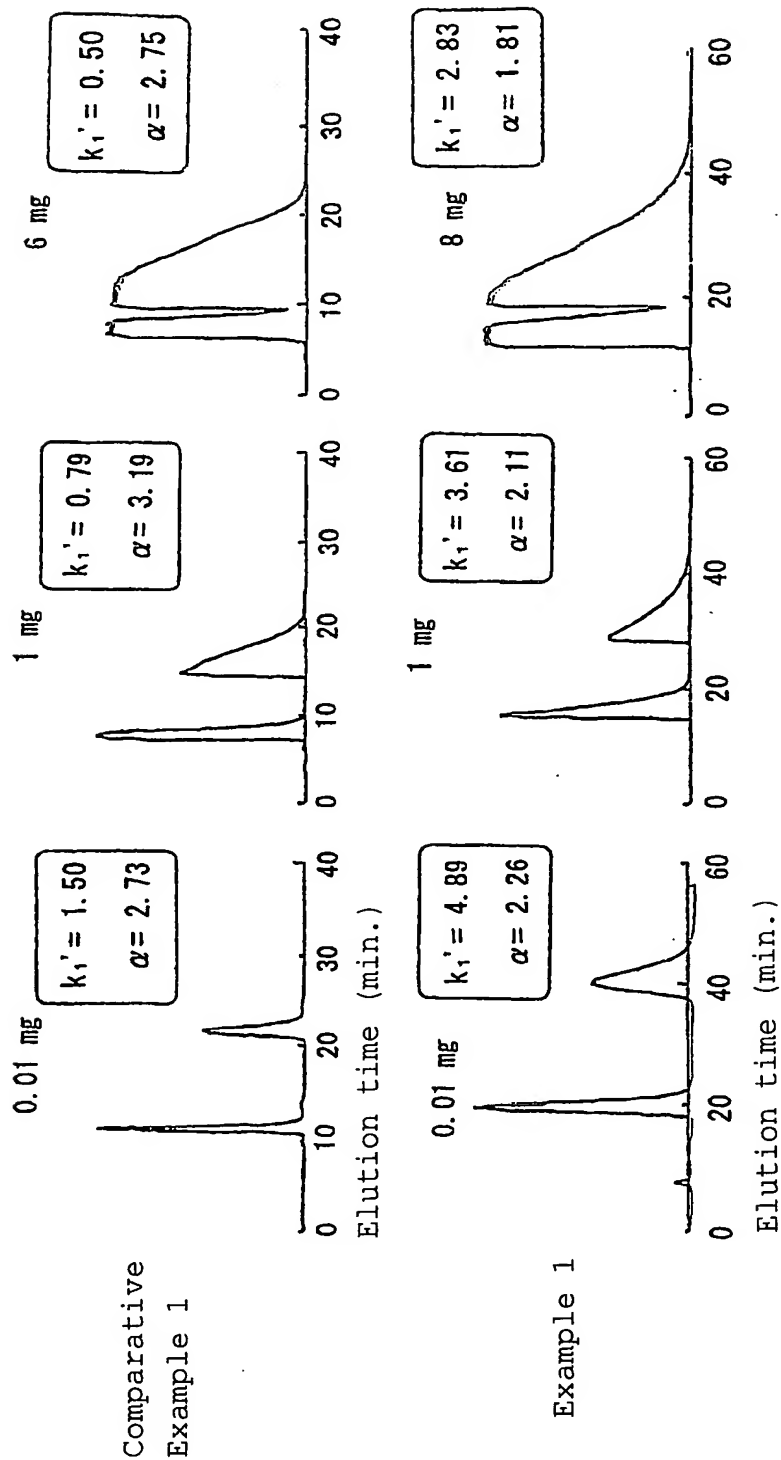 Comparative
Example 1
0.01 mg
k₁' = 1.50
α = 2.73
0 10 20 30 40
Elution time (min.)
1 mg
k₁' = 0.79
α = 3.19
0 10 20 30 40
6 mg
k₁' = 0.50
α = 2.75
0 10 20 30 40
Example 1
0.01 mg
k₁' = 4.89
α = 2.26
0 20 40 60
Elution time (min.)
1 mg
k₁' = 3.61
α = 2.11
0 20 40 60
8 mg
k₁' = 2.83
α = 1.81
0 20 40 60